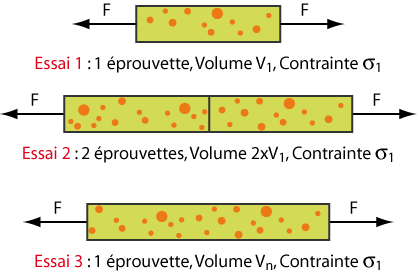 F F
Essai 1 : 1 éprouvette, Volume V₁, Contrainte σ₁
F F
Essai 2 : 2 éprouvettes, Volume 2xV₁, Contrainte σ₁
F F
Essai 3 : 1 éprouvette, Volume Vₙ, Contrainte σ₁